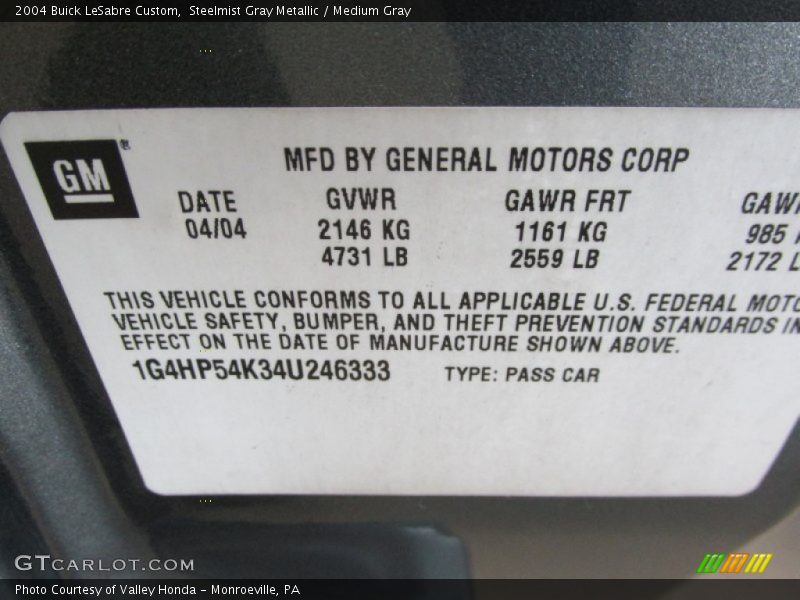 2004 Buick LeSabre Custom, Steelmist Gray Metallic / Medium Gray
GM
MFD BY GENERAL MOTORS CORP
DATE GVWR GAWR FRT
04/04 2146 KG 1161 KG 985
4731 LB 2559 LB 2172
THIS VEHICLE CONFORMS TO ALL APPLICABLE U.S. FEDERAL
VEHICLE SAFETY, BUMPER, AND THEFT PREVENTION STANDARDS IN
EFFECT ON THE DATE OF MANUFACTURE SHOWN ABOVE.
1G4HP54K34U246333 TYPE: PASS CAR
GTCARLOT.COM
Photo Courtesy of Valley Honda - Monroeville, PA